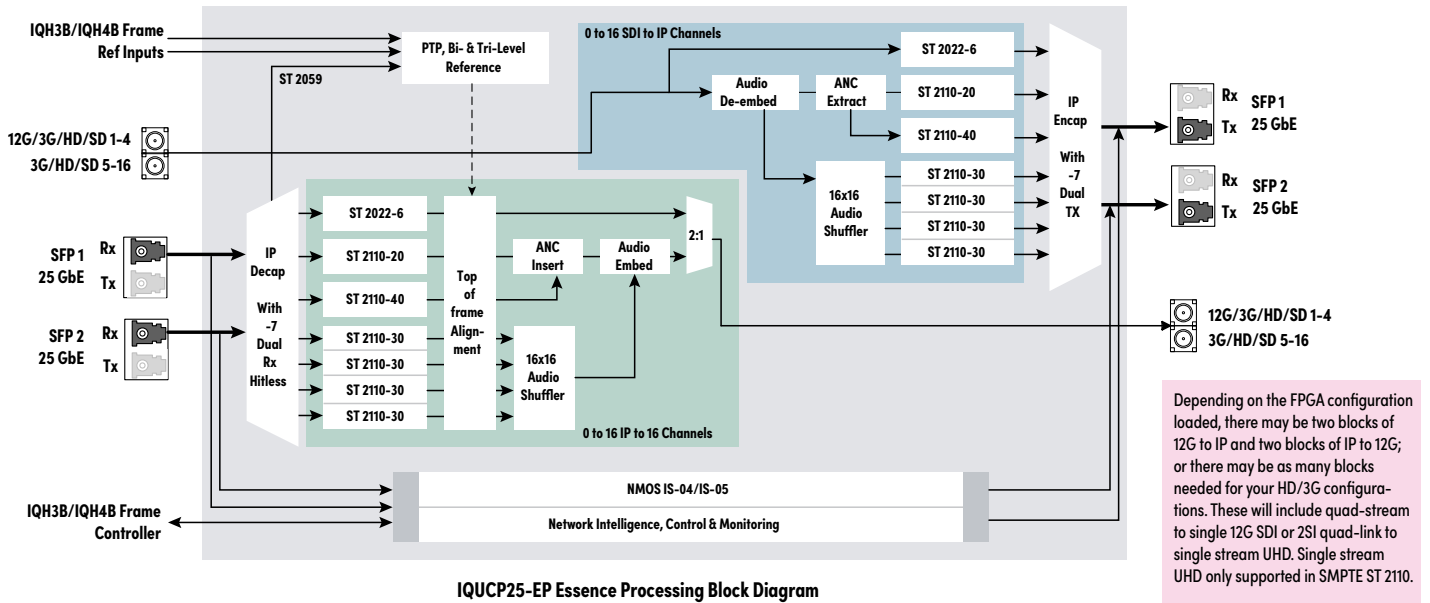 IQH3B/IQH4B Frame
Ref Inputs
ST 2059
PTP, Bi- & Tri-Level
Reference
12G/3G/HD/SD 1-4
3G/HD/SD 5-16
0 to 16 SDI to IP Channels
ST 2022-6
Audio
De-embed
ANC
Extract
ST 2110-20
ST 2110-40
16x16
Audio
Shuffler
ST 2110-30
ST 2110-30
ST 2110-30
ST 2110-30
IP
Encap
With
-7
Dual
TX
Rx
Tx
SFP 1
25 GbE
Rx
Tx
SFP 2
25 GbE
SFP 1
25 GbE
Rx
Tx
SFP 2
25 GbE
Rx
Tx
IP
Decap
With
-7
Dual
Rx
Hitless
ST 2022-6
ST 2110-20
ST 2110-40
ST 2110-30
ST 2110-30
ST 2110-30
ST 2110-30
Top
of
frame
Align-
ment
ANC
Insert
Audio
Embed
2:1
16x16
Audio
Shuffler
0 to 16 IP to 16 Channels
12G/3G/HD/SD 1-4
3G/HD/SD 5-16
IQH3B/IQH4B Frame
Controller
NMOS IS-04/IS-05
Network Intelligence, Control & Monitoring
Depending on the FPGA configuration
loaded, there may be two blocks of
12G to IP and two blocks of IP to 12G;
or there may be as many blocks
needed for your HD/3G configura-
tions. These will include quad-stream
to single 12G SDI or 2SI quad-link to
single stream UHD. Single stream
UHD only supported in SMPTE ST 2110.
IQUCP25-EP Essence Processing Block Diagram